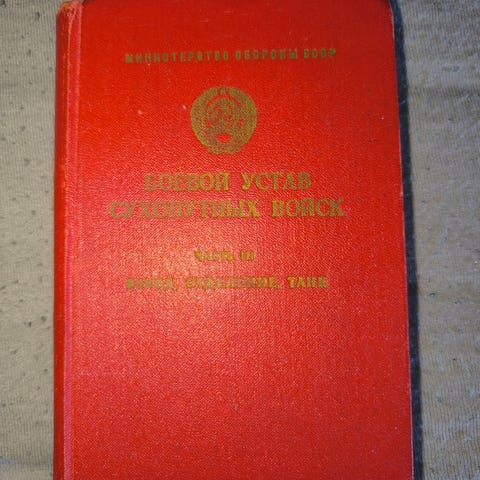 МИНИСТЕРСТВО ОБОРОНЫ СССР
БОЕВОЙ УСТАВ
СУХОПУТНЫХ ВОЙСК
ЧАСТЬ III
ВЗВОД, ОТДЕЛЕНИЕ, ТАНК